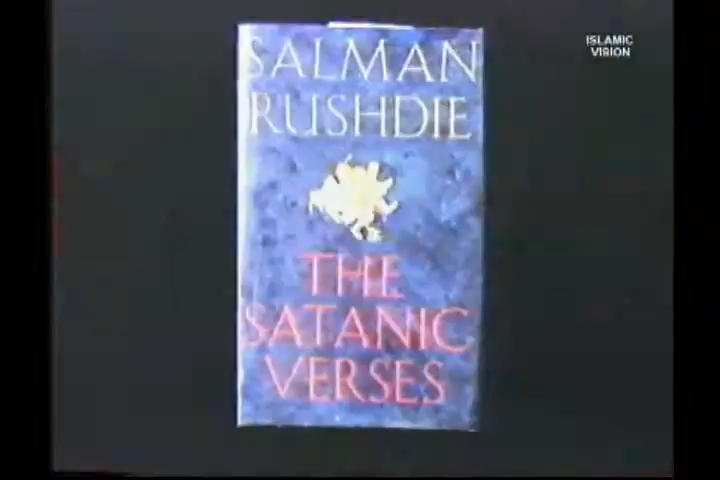 SALMAN
RUSHDIE
THE
SATANIC
VERSES
ISLAMIC
VISION